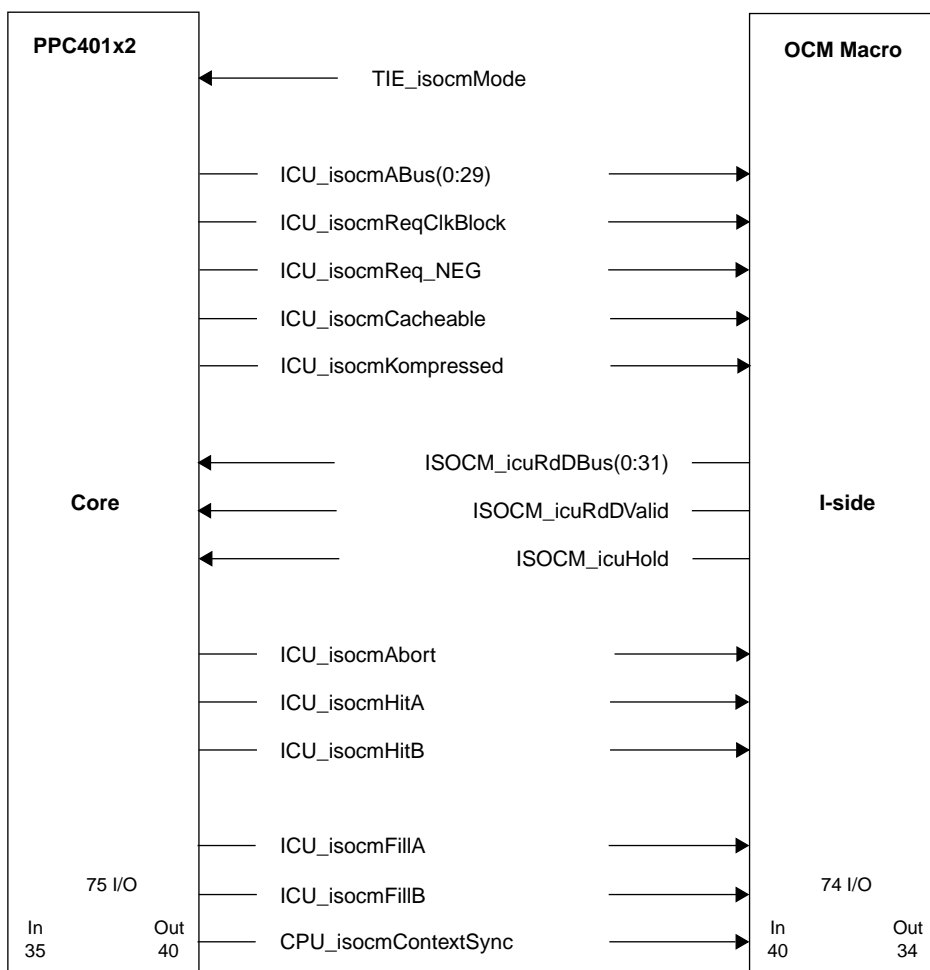 PPC401x2
OCM Macro
TIE_isocmMode
ICU_isocmABus(0:29)
ICU_isocmReqClkBlock
ICU_isocmReq_NEG
ICU_isocmCacheable
ICU_isocmKompressed
ISOCM_icuRdDBus(0:31)
Core
ISOCM_icuRdDValid
I-side
ISOCM_icuHold
ICU_isocmAbort
ICU_isocmHitA
ICU_isocmHitB
ICU_isocmFillA
75 I/O
ICU_isocmFillB
74 I/O
In
Out
CPU_isocmContextSync
In
Out
35
40
40
34